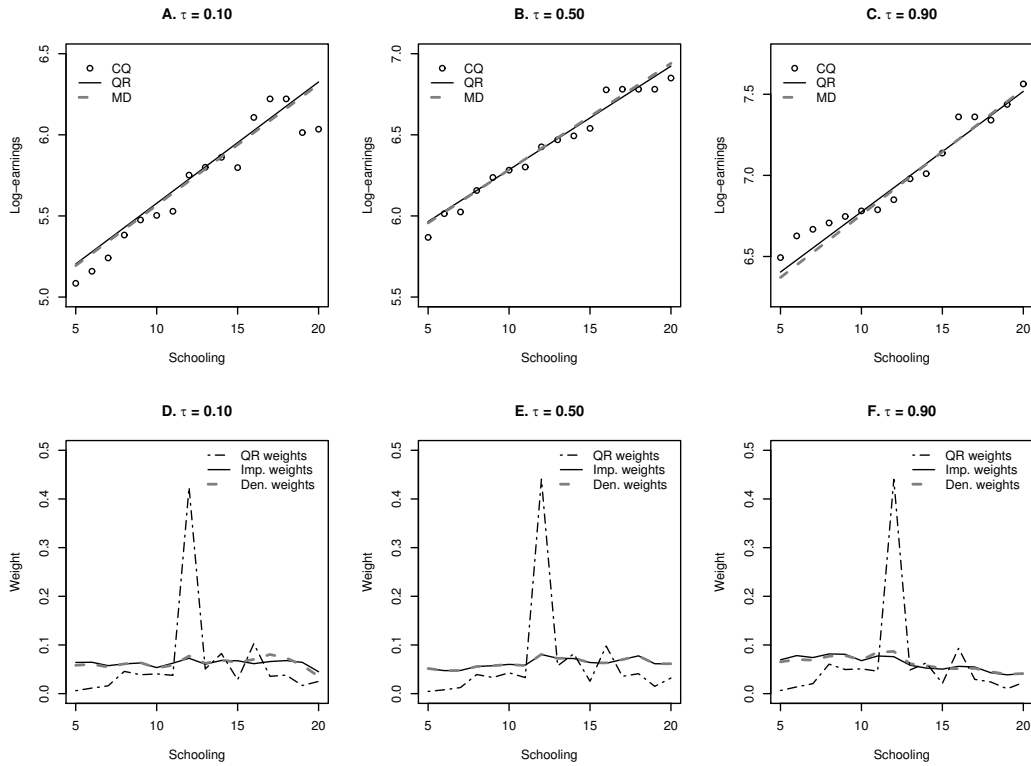 A. τ = 0.10
B. τ = 0.50
C. τ = 0.90
6.5
6.0
5.5
5.0
Log−earnings
CQ
QR
MD
5 10 15 20
Schooling
7.0
6.5
6.0
5.5
Log−earnings
CQ
QR
MD
5 10 15 20
Schooling
7.5
7.0
6.5
Log−earnings
CQ
QR
MD
5 10 15 20
Schooling
D. τ = 0.10
E. τ = 0.50
F. τ = 0.90
0.5
0.4
0.3
0.2
0.1
0.0
Weight
QR weights
Imp. weights
Den. weights
5 10 15 20
Schooling
0.5
0.4
0.3
0.2
0.1
0.0
Weight
QR weights
Imp. weights
Den. weights
5 10 15 20
Schooling
0.5
0.4
0.3
0.2
0.1
0.0
Weight
QR weights
Imp. weights
Den. weights
5 10 15 20
Schooling